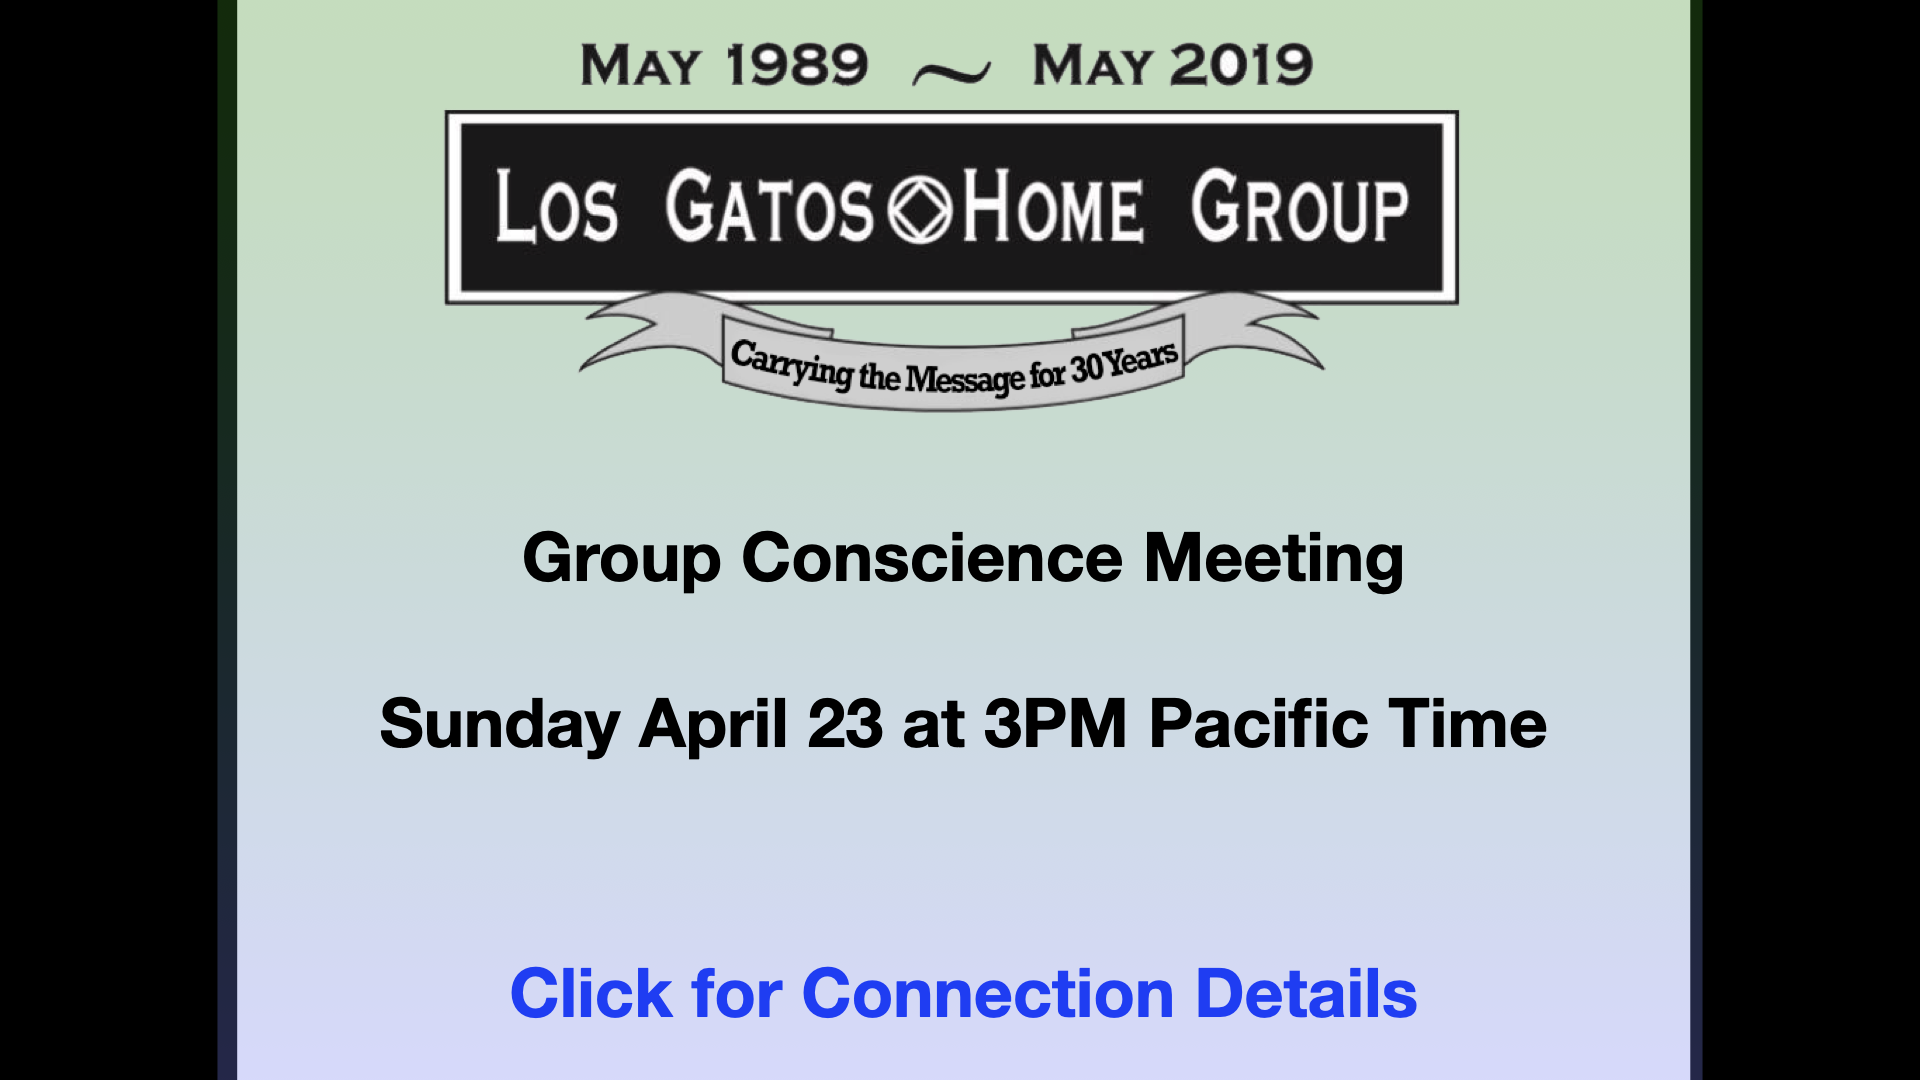 May 1989 ~ May 2019
Los Gatos Home Group
Carrying the Message for 30 Years
Group Conscience Meeting
Sunday April 23 at 3PM Pacific Time
Click for Connection Details